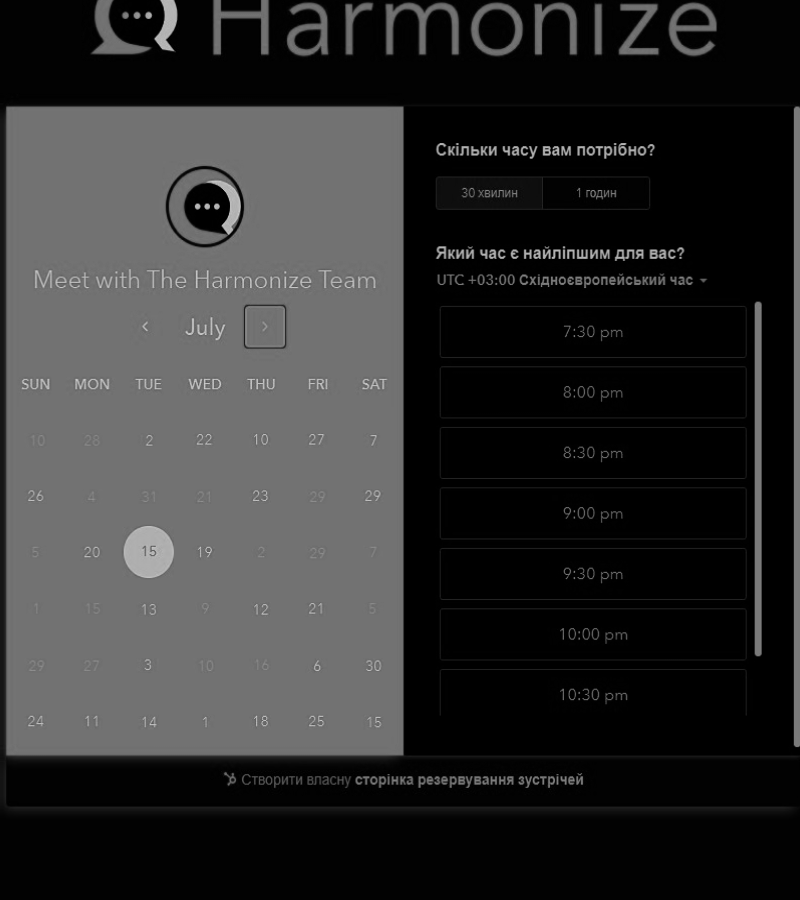 Harmonize
Meet with The Harmonize Team
July
SUN MON TUE WED THU FRI SAT
10 28 2 22 10 27 7
26 4 31 21 23 29 29
5 20 15 19 2 29 7
1 15 13 9 12 21 5
29 27 3 10 16 6 30
24 11 14 1 18 25 15
Скільки часу вам потрібно?
30 хвилин 1 годин
Який час є найліпшим для вас?
UTC +03:00 Східноєвропейський час
7:30 pm
8:00 pm
8:30 pm
9:00 pm
9:30 pm
10:00 pm
10:30 pm
Створити власну сторінка резервування зустрічей